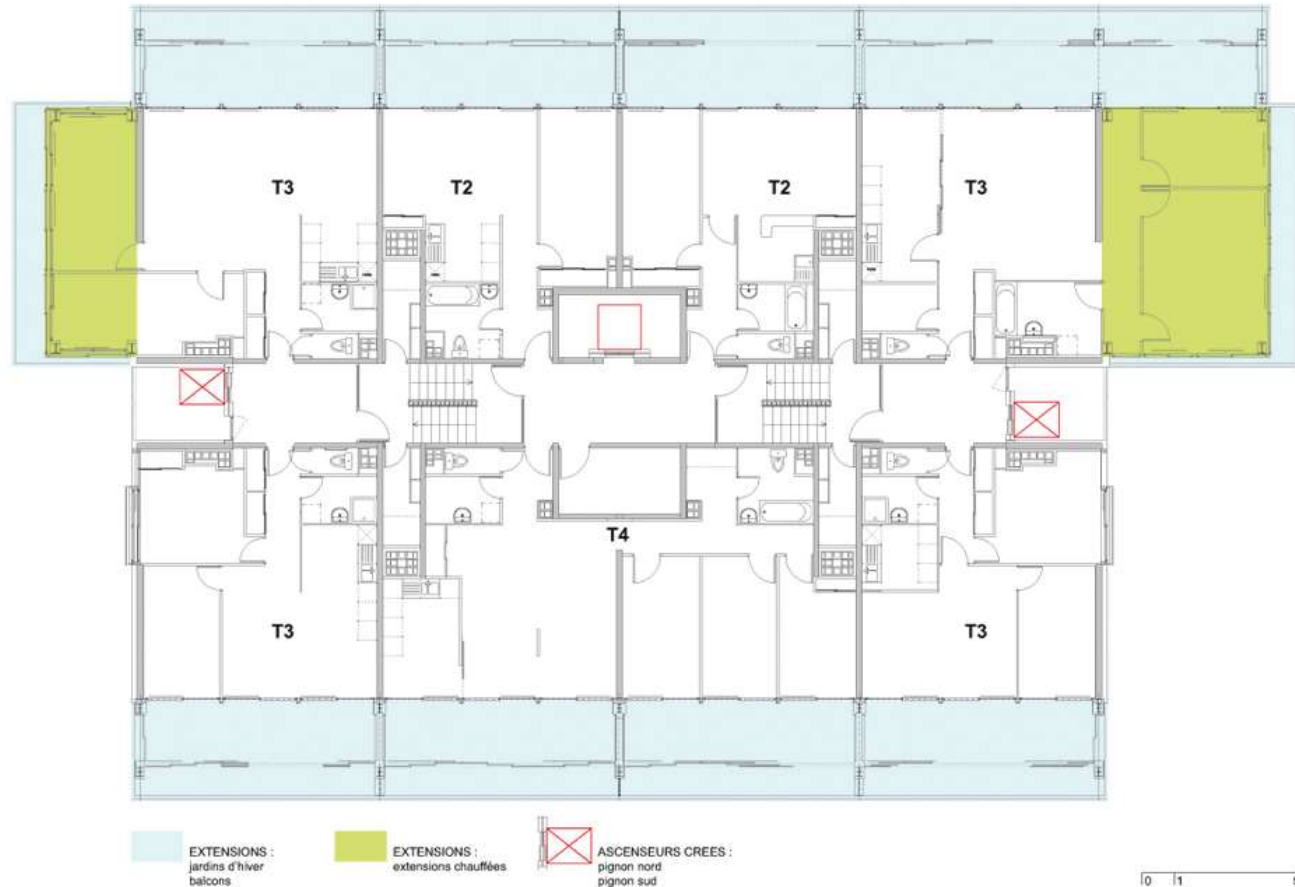 T3
T2
T2
T3
T4
T3
T3
EXTENSIONS :
jardins d'hiver
balcons
EXTENSIONS :
extensions chauffées
ASCENSEURS CREES :
pignon nord
pignon sud
0 1